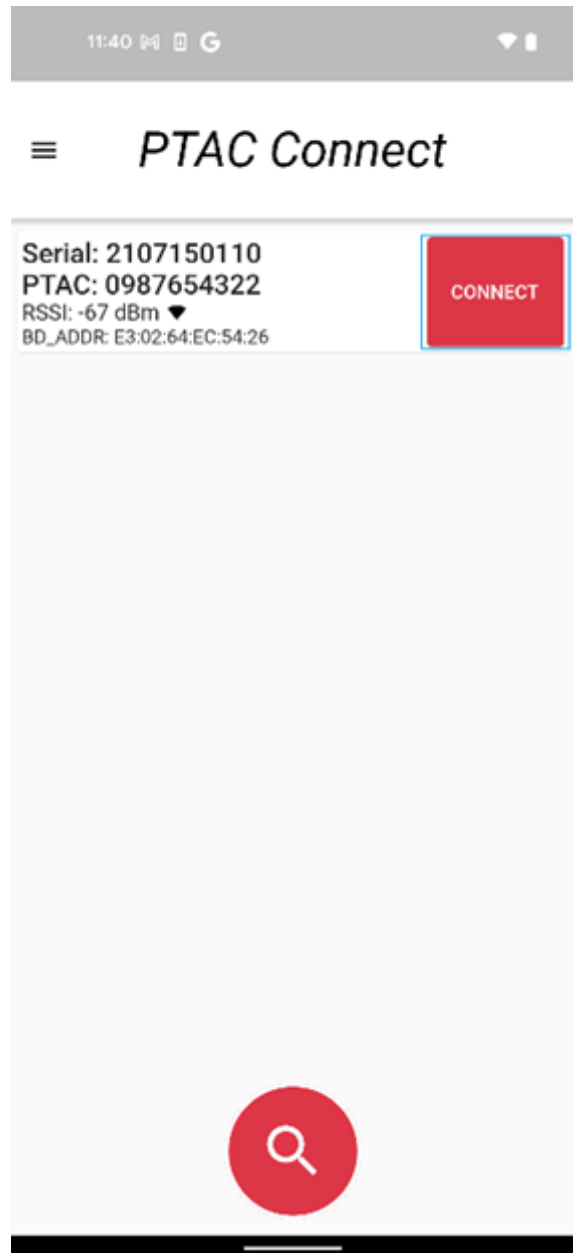 11:40
PTAC Connect
Serial: 2107150110
PTAC: 0987654322
RSSI: -67 dBm
BD_ADDR: E3:02:64:EC:54:26
CONNECT